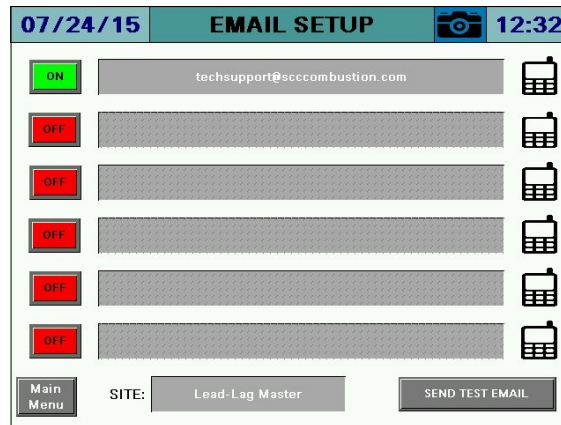 07/24/15 EMAIL SETUP 12:32
ON techsupport@scccombustion.com
OFF
OFF
OFF
OFF
OFF
Main
Menu
SITE: Lead-Lag Master
SEND TEST EMAIL